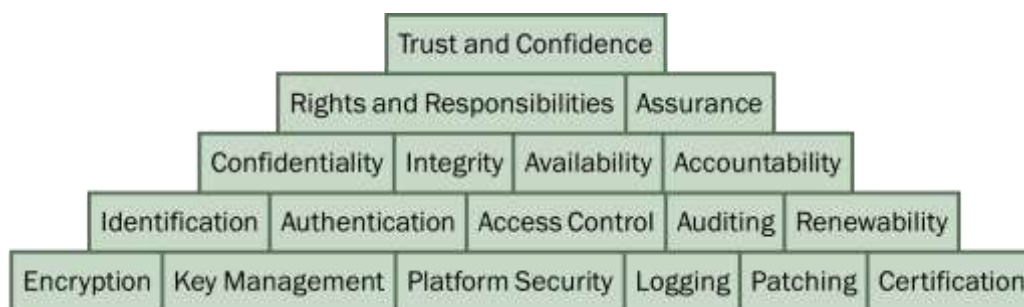 Trust and Confidence
Rights and Responsibilities Assurance
Confidentiality Integrity Availability Accountability
Identification Authentication Access Control Auditing Renewability
Encryption Key Management Platform Security Logging Patching Certification